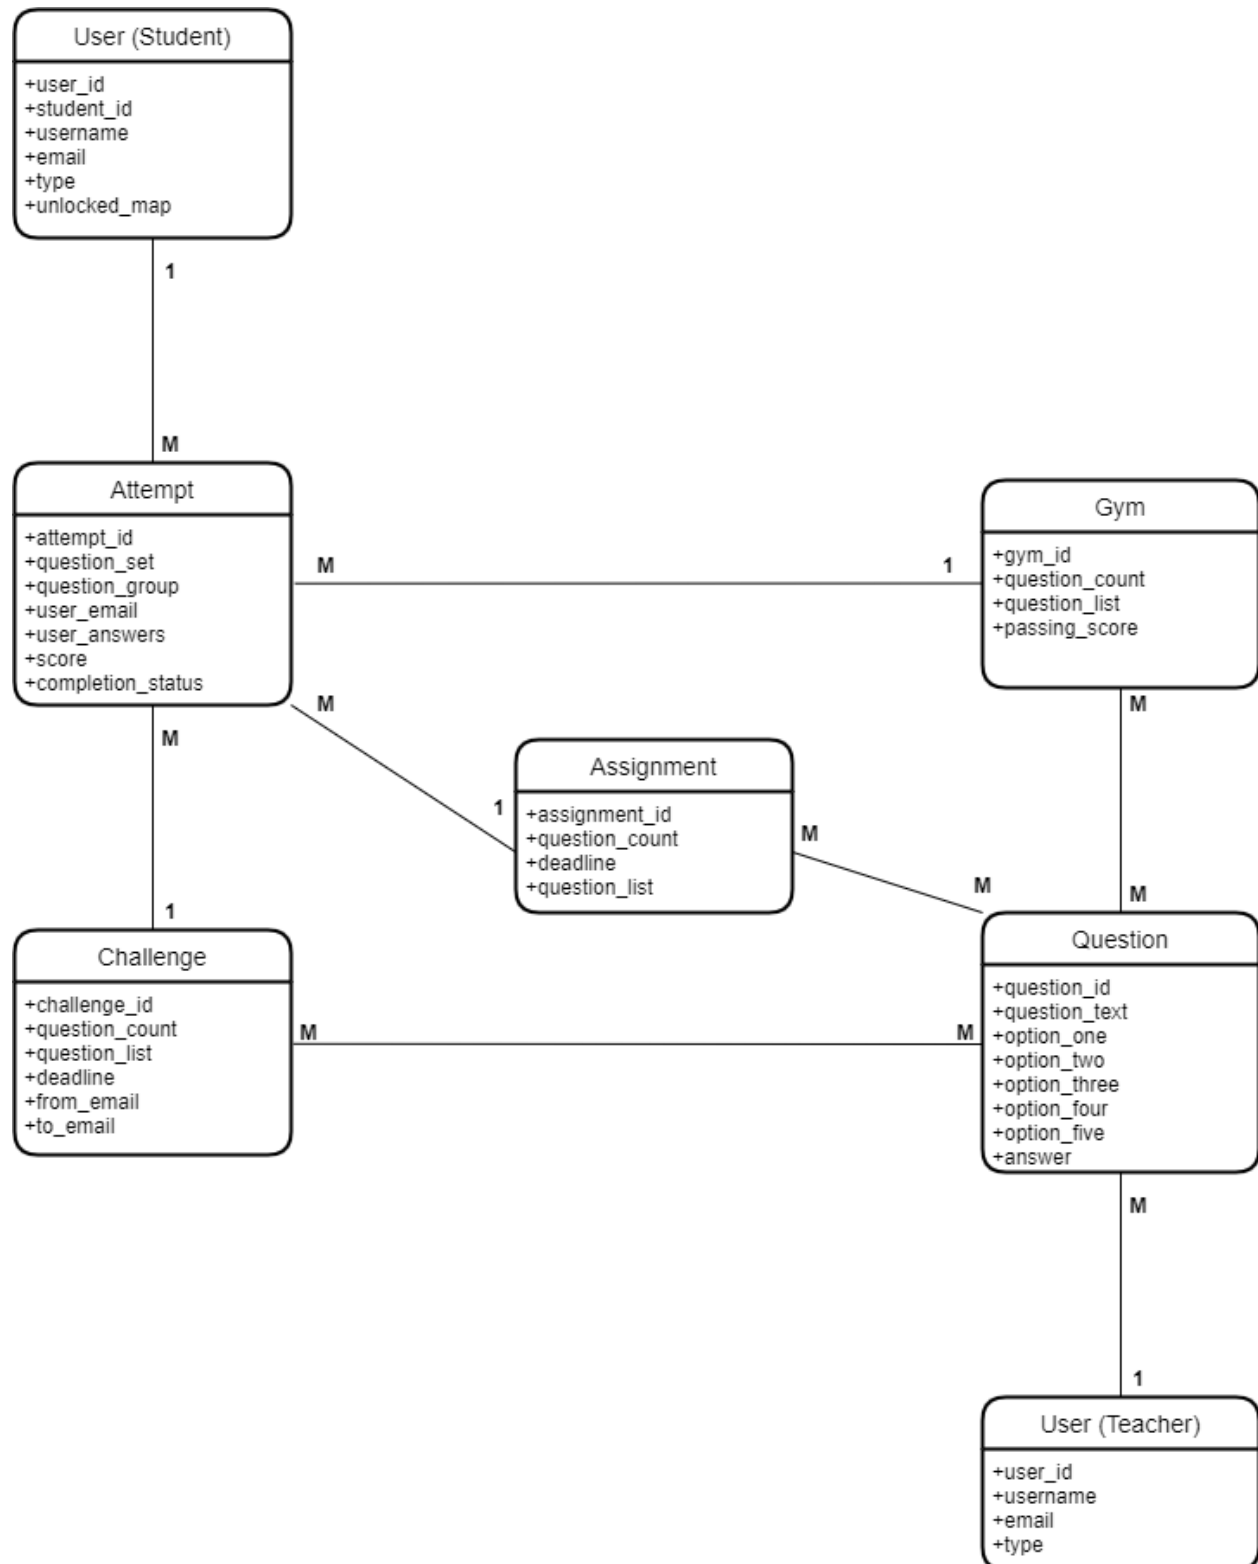 User (Student)
+user_id
+student_id
+username
+email
+type
+unlocked_map
1
M
Attempt
+attempt_id
+question_set
+question_group
+user_email
+user_answers
+score
+completion_status
M
1
Gym
+gym_id
+question_count
+question_list
+passing_score
M
M
M
Assignment
+assignment_id
+question_count
+deadline
+question_list
1
M
M
M
1
Challenge
+challenge_id
+question_count
+question_list
+deadline
+from_email
+to_email
M
M
Question
+question_id
+question_text
+option_one
+option_two
+option_three
+option_four
+option_five
+answer
M
1
User (Teacher)
+user_id
+username
+email
+type